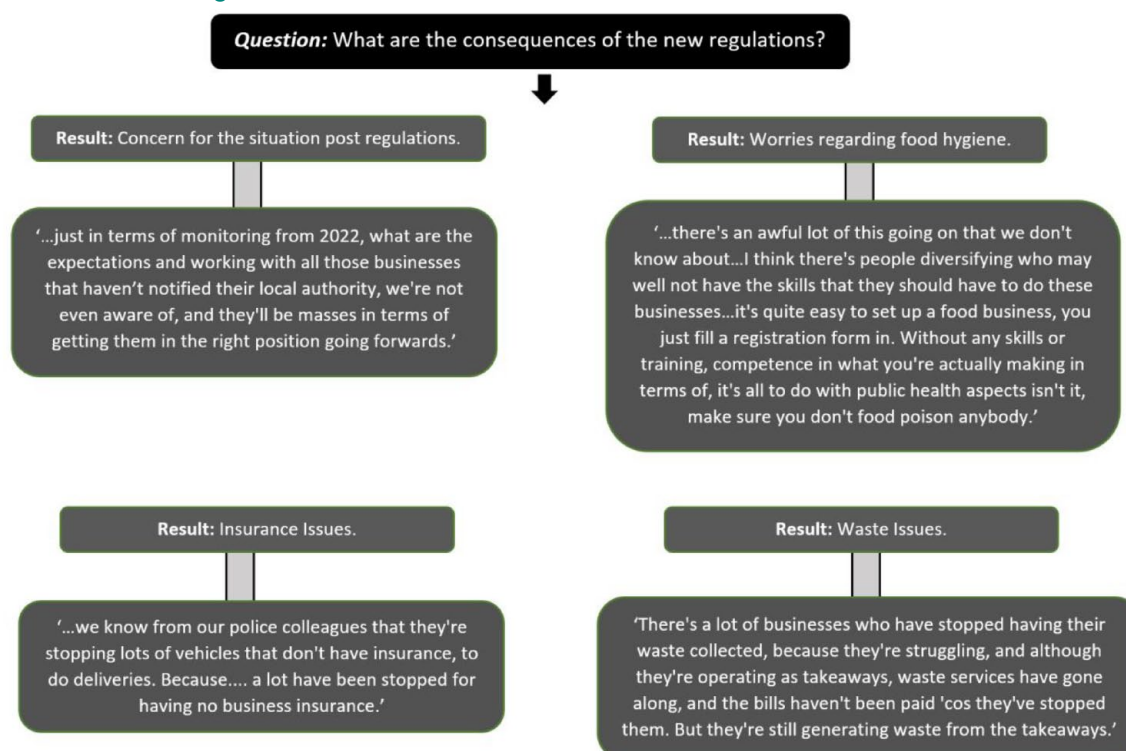 Question: What are the consequences of the new regulations?
Result: Concern for the situation post regulations.
'...just in terms of monitoring from 2022, what are the
expectations and working with all those businesses
that haven't notified their local authority, we're not
even aware of, and they'll be masses in terms of
getting them in the right position going forwards.'
Result: Worries regarding food hygiene.
'...there's an awful lot of this going on that we don't
know about...I think there's people diversifying who may
well not have the skills that they should have to do these
businesses...it's quite easy to set up a food business, you
just fill a registration form in. Without any skills or
training, competence in what you're actually making in
terms of, it's all to do with public health aspects isn't it,
make sure you don't food poison anybody.'
Result: Insurance Issues.
'...we know from our police colleagues that they're
stopping lots of vehicles that don't have insurance, to
do deliveries. Because.... a lot have been stopped for
having no business insurance.'
Result: Waste Issues.
'There's a lot of businesses who have stopped having their
waste collected, because they're struggling, and although
they're operating as takeaways, waste services have gone
along, and the bills haven't been paid 'cos they've stopped
them. But they're still generating waste from the takeaways.'